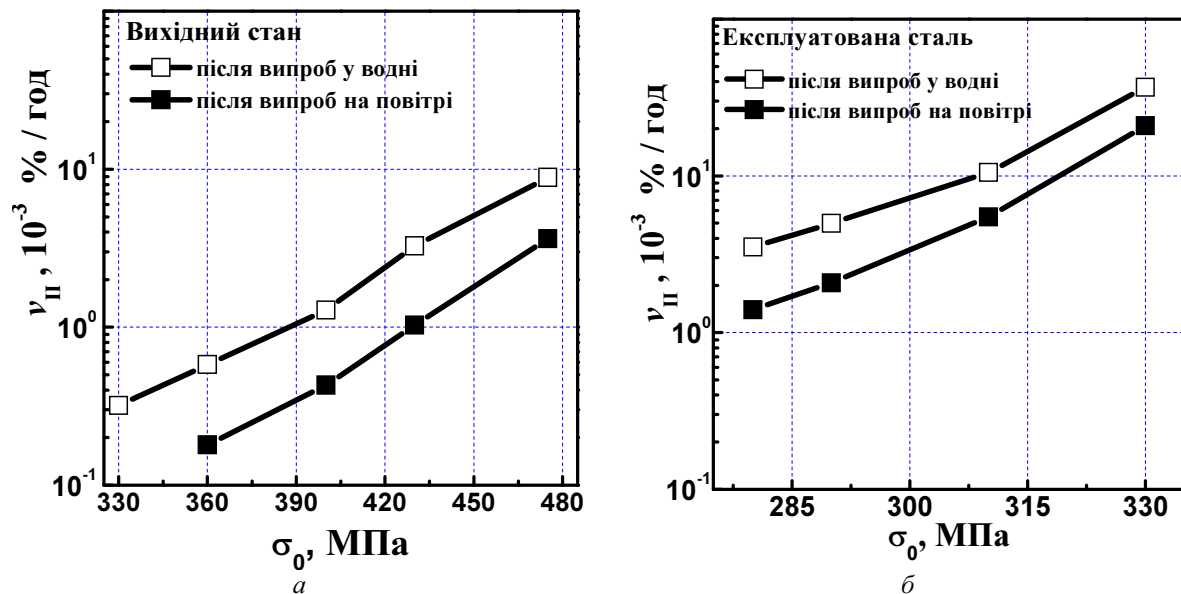 Вихідний стан
після випроб у водні
після випроб на повітрі
v_П, 10^-3 % / год
10^1
10^0
10^-1
330 360 390 420 450 480
σ_0, МПа
а
Експлуатована сталь
після випроб у водні
після випроб на повітрі
v_П, 10^-3 % / год
10^1
10^0
10^-1
285 300 315 330
σ_0, МПа
б